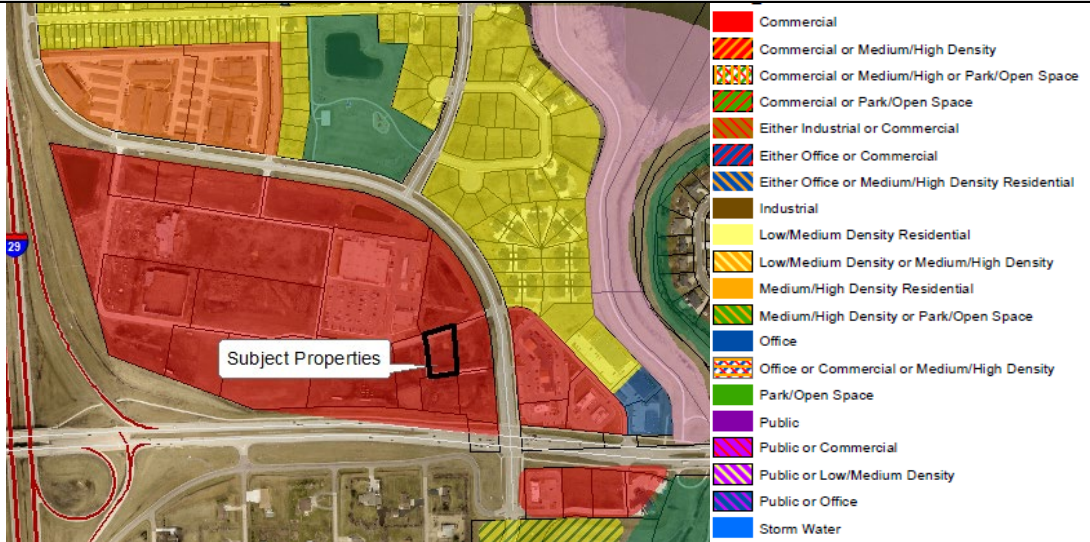 29
Subject Properties
Commercial
Commercial or Medium/High Density
Commercial or Medium/High or Park/Open Space
Commercial or Park/Open Space
Either Industrial or Commercial
Either Office or Commercial
Either Office or Medium/High Density Residential
Industrial
Low/Medium Density Residential
Low/Medium Density or Medium/High Density
Medium/High Density Residential
Medium/High Density or Park/Open Space
Office
Office or Commercial or Medium/High Density
Park/Open Space
Public
Public or Commercial
Public or Low/Medium Density
Public or Office
Storm Water